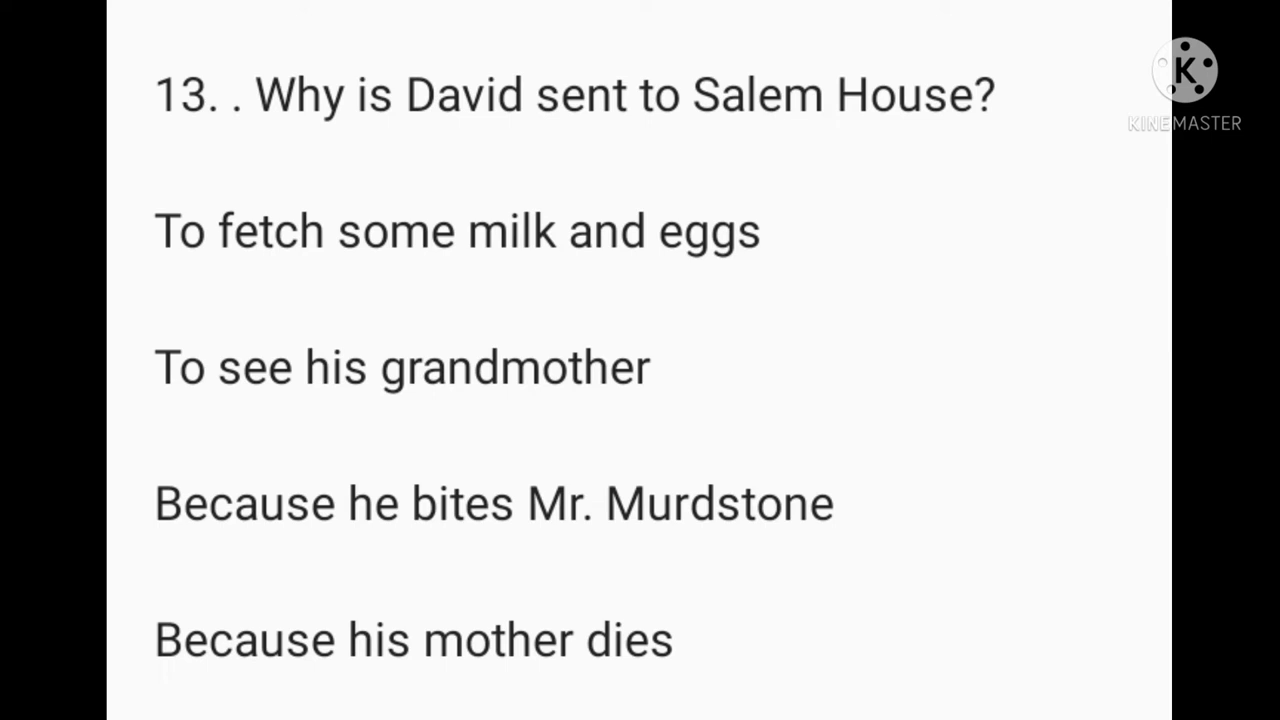 13. . Why is David sent to Salem House?
K
KINEMASTER
To fetch some milk and eggs
To see his grandmother
Because he bites Mr. Murdstone
Because his mother dies